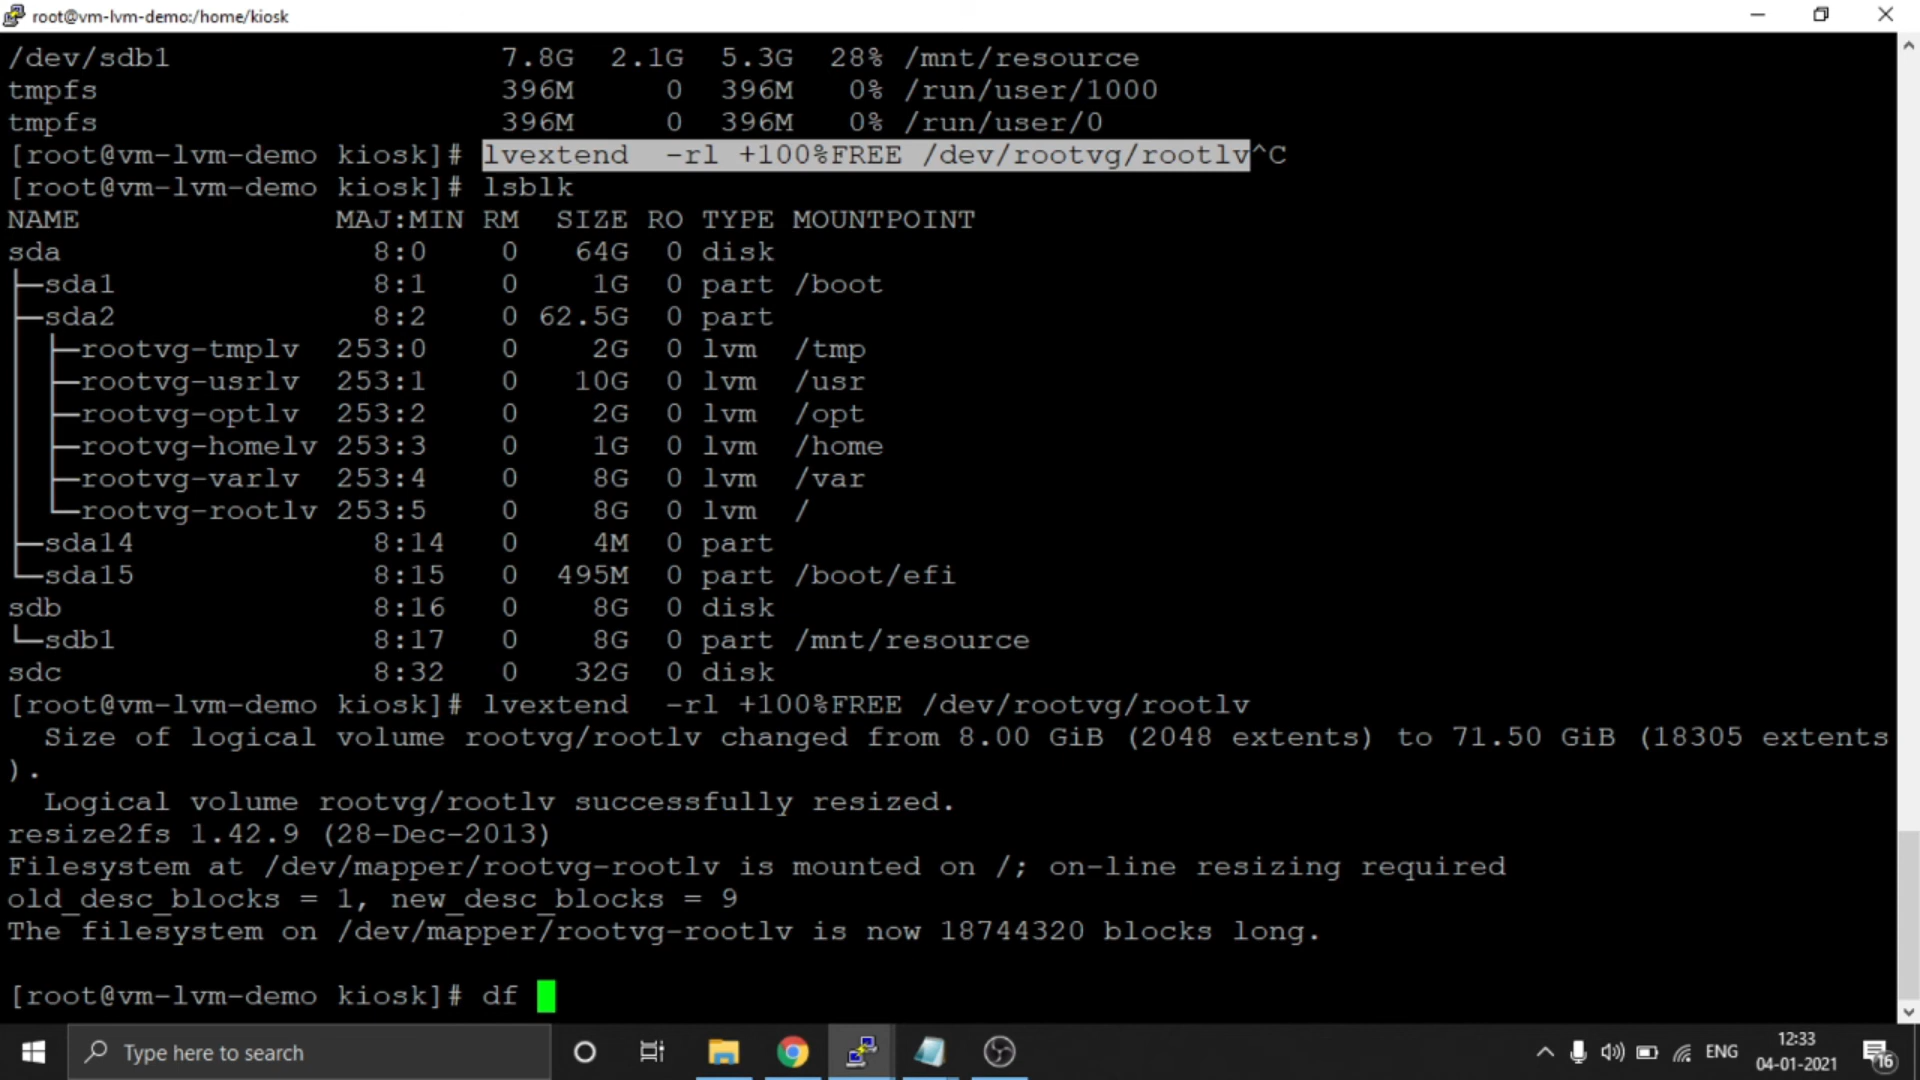 root@vm-lvm-demo:/home/kiosk
/dev/sdb1                  7.8G  2.1G  5.3G  28% /mnt/resource
tmpfs                      396M     0  396M   0% /run/user/1000
tmpfs                      396M     0  396M   0% /run/user/0
[root@vm-lvm-demo kiosk]# lvextend  -rl +100%FREE /dev/rootvg/rootlv^C
[root@vm-lvm-demo kiosk]# lsblk
NAME              MAJ:MIN RM  SIZE RO TYPE MOUNTPOINT
sda                 8:0    0   64G  0 disk
├─sda1              8:1    0    1G  0 part /boot
├─sda2              8:2    0 62.5G  0 part
│ ├─rootvg-tmplv  253:0    0    2G  0 lvm  /tmp
│ ├─rootvg-usrlv  253:1    0   10G  0 lvm  /usr
│ ├─rootvg-optlv  253:2    0    2G  0 lvm  /opt
│ ├─rootvg-homelv 253:3    0    1G  0 lvm  /home
│ ├─rootvg-varlv  253:4    0    8G  0 lvm  /var
│ └─rootvg-rootlv 253:5    0    8G  0 lvm  /
├─sda14             8:14   0    4M  0 part
└─sda15             8:15   0  495M  0 part /boot/efi
sdb                 8:16   0    8G  0 disk
└─sdb1              8:17   0    8G  0 part /mnt/resource
sdc                 8:32   0   32G  0 disk
[root@vm-lvm-demo kiosk]# lvextend  -rl +100%FREE /dev/rootvg/rootlv
  Size of logical volume rootvg/rootlv changed from 8.00 GiB (2048 extents) to 71.50 GiB (18305 extents
).
  Logical volume rootvg/rootlv successfully resized.
resize2fs 1.42.9 (28-Dec-2013)
Filesystem at /dev/mapper/rootvg-rootlv is mounted on /; on-line resizing required
old_desc_blocks = 1, new_desc_blocks = 9
The filesystem on /dev/mapper/rootvg-rootlv is now 18744320 blocks long.
[root@vm-lvm-demo kiosk]# df
Type here to search
ENG
12:33
04-01-2021
16